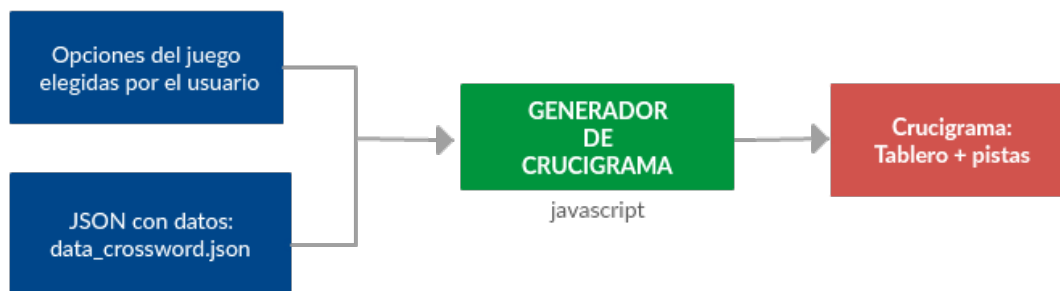 Opciones del juego
elegidas por el usuario
JSON con datos:
data_crossword.json
GENERADOR
DE
CRUCIGRAMA
javascript
Crucigrama:
Tablero + pistas